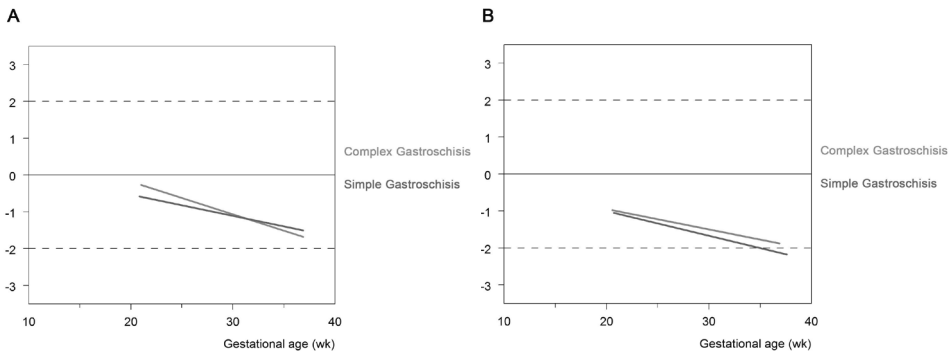 A
3
2
1
0
-1
-2
-3
10 20 30 40
Gestational age (wk)
Complex Gastroschisis
Simple Gastroschisis
B
3
2
1
0
-1
-2
-3
10 20 30 40
Gestational age (wk)
Complex Gastroschisis
Simple Gastroschisis